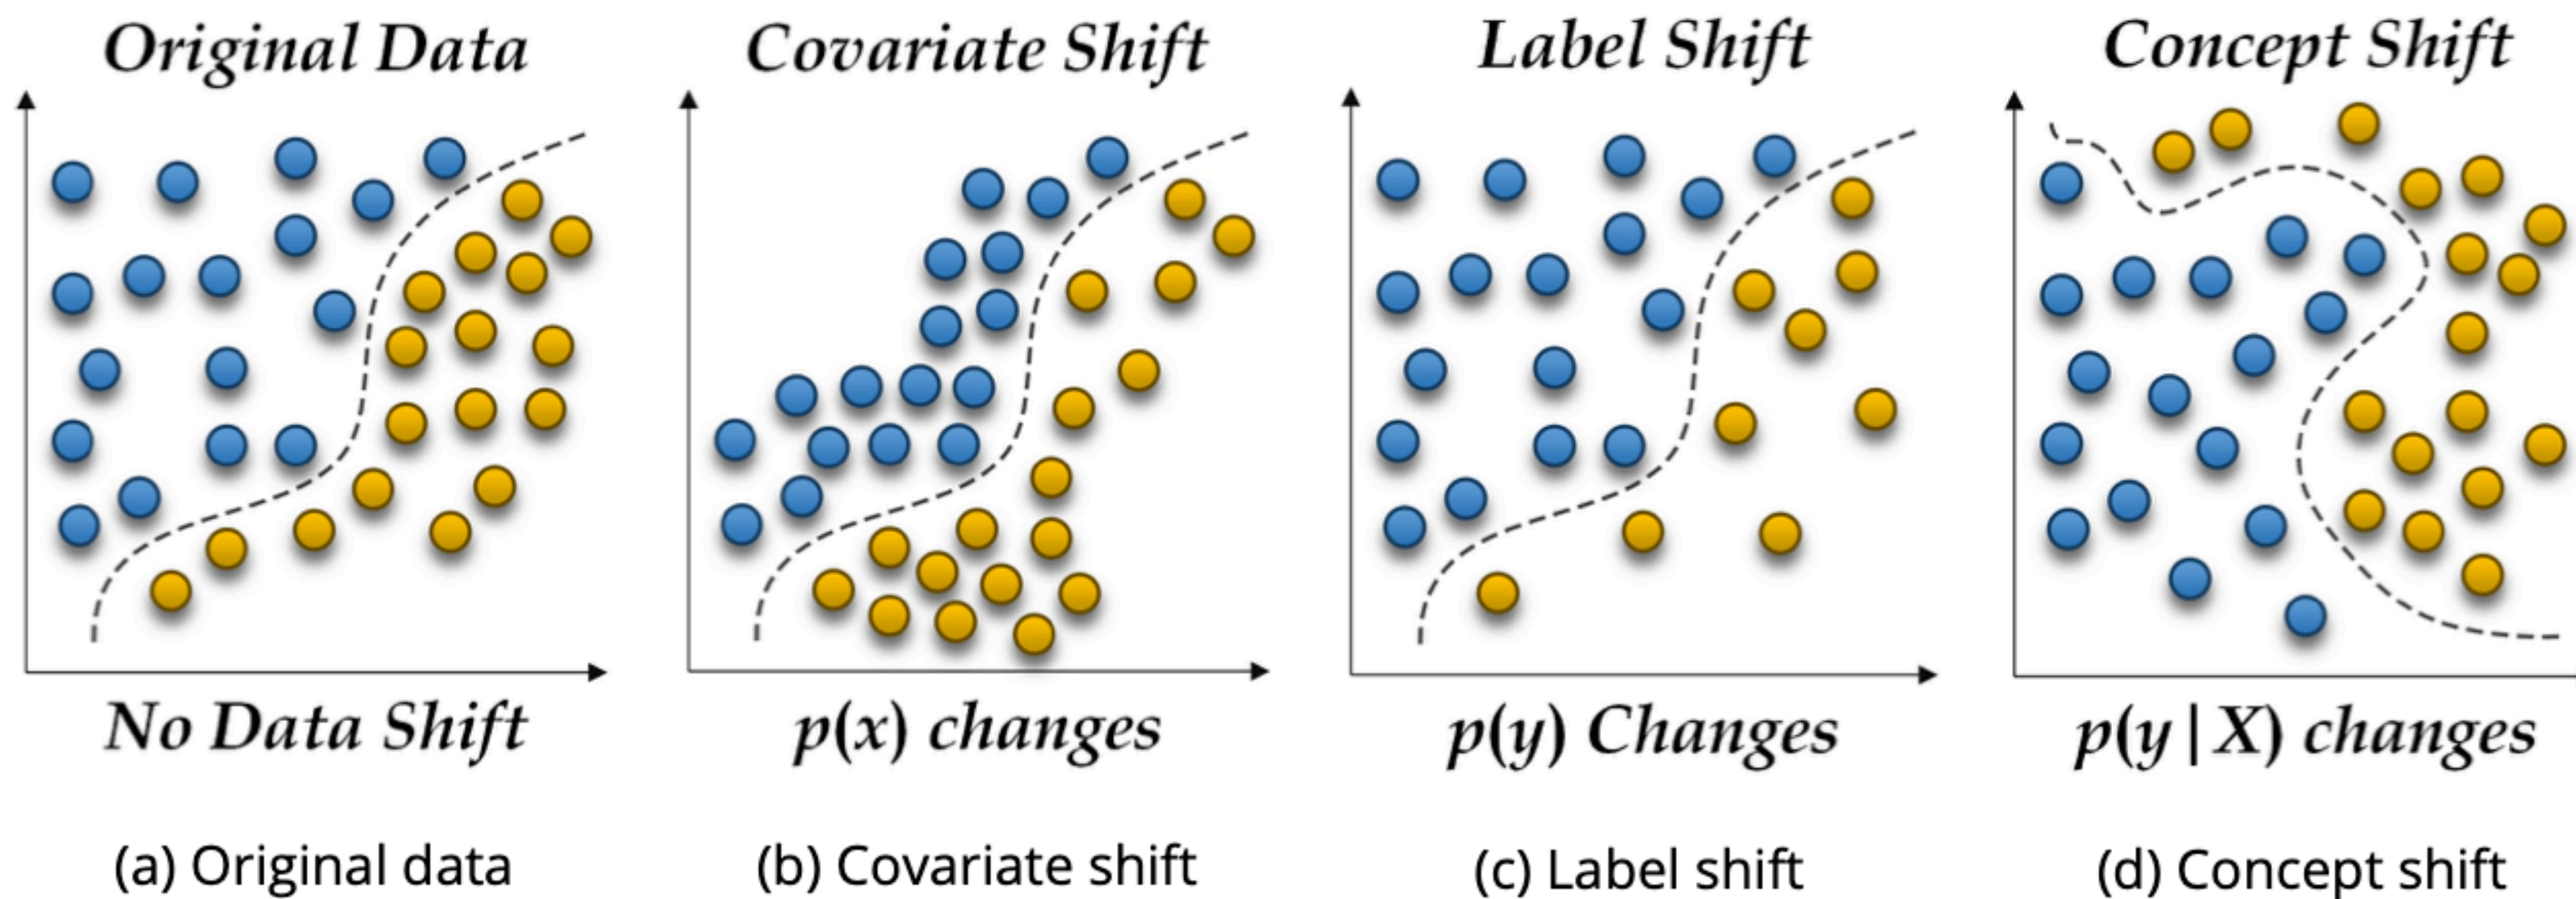 Original Data
Covariate Shift
Label Shift
Concept Shift
No Data Shift
p(x) changes
p(y) Changes
p(y|X) changes
(a) Original data
(b) Covariate shift
(c) Label shift
(d) Concept shift